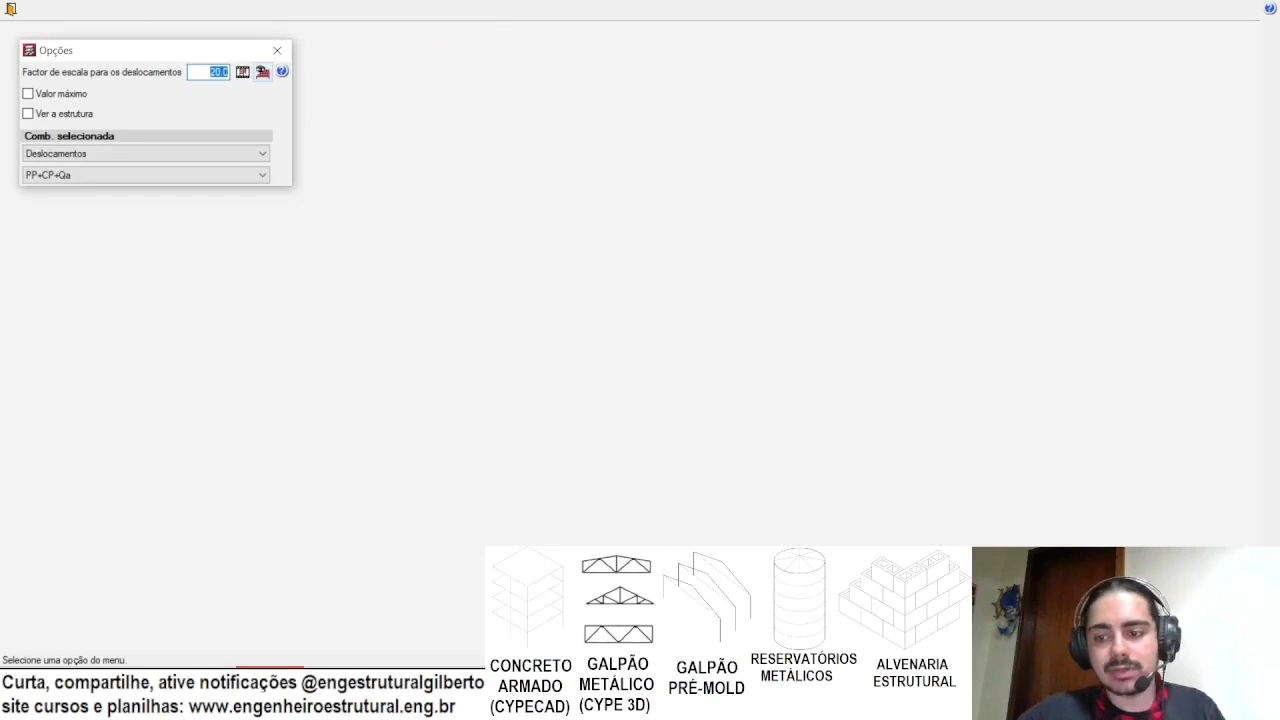 Opções
Factor de escala para os deslocamentos 20.0
Valor máximo
Ver a estrutura
Comb. selecionada
Deslocamentos
PP+CP+Qa
Selecione uma opção do menu.
Curta, compartilhe, ative notificações @engestruturalgilberto
site cursos e planilhas: www.engenheiroestrutural.eng.br
CONCRETO
ARMADO
(CYPECAD)
GALPÃO
METÁLICO
(CYPE 3D)
GALPÃO
PRÉ-MOLD
RESERVATÓRIOS
METÁLICOS
ALVENARIA
ESTRUTURAL